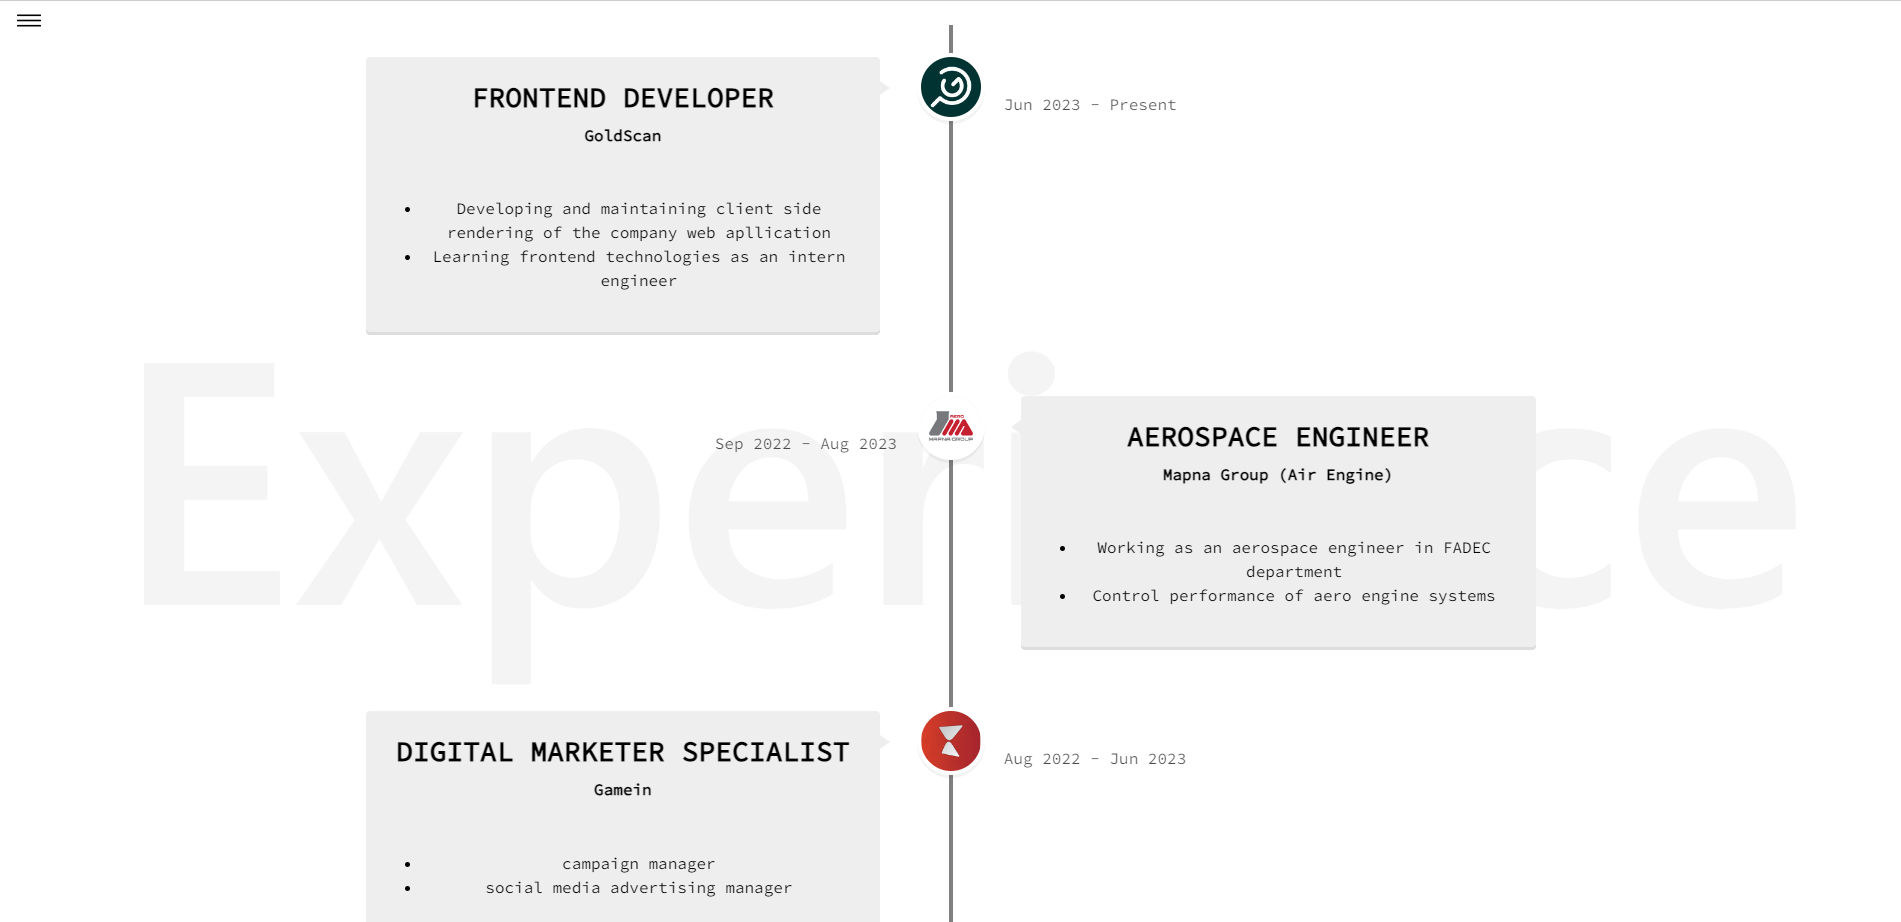 FRONTEND DEVELOPER
GoldScan
Jun 2023 - Present
Developing and maintaining client side
rendering of the company web apllication
Learning frontend technologies as an intern
engineer
Experience
AERO
MAPNA GROUP
Sep 2022 - Aug 2023
AEROSPACE ENGINEER
Mapna Group (Air Engine)
Working as an aerospace engineer in FADEC
department
Control performance of aero engine systems
DIGITAL MARKETER SPECIALIST
Gamein
Aug 2022 - Jun 2023
campaign manager
social media advertising manager